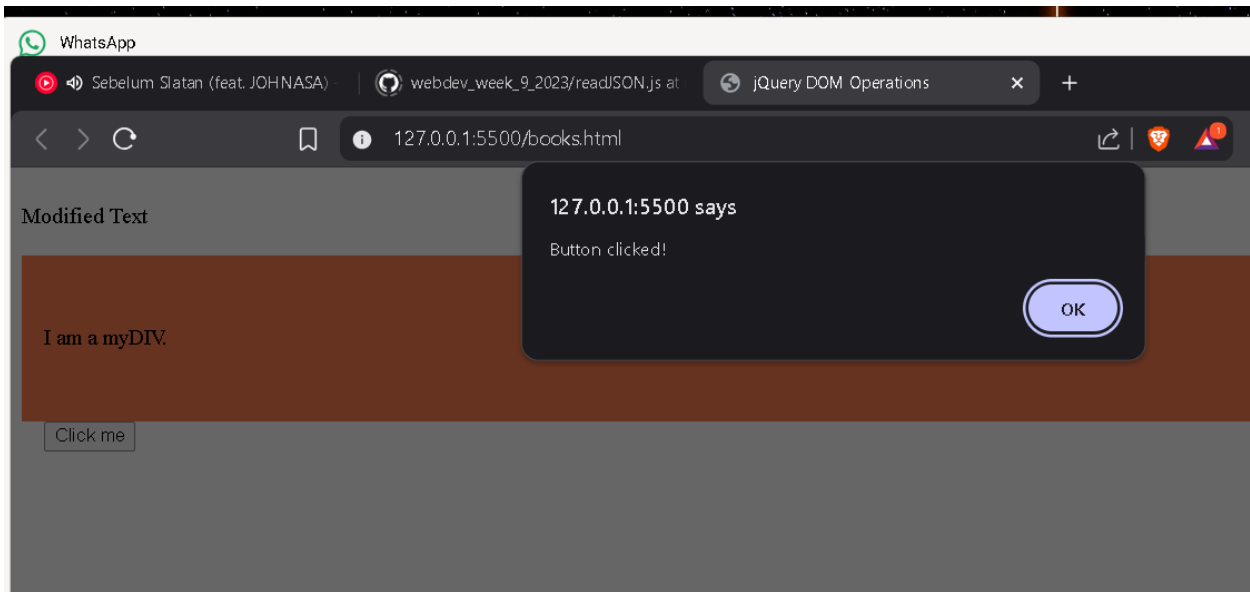 WhatsApp
Sebelum Slatan (feat. JOHNASA) -
webdev_week_9_2023/readJSON.js at
jQuery DOM Operations
127.0.0.1:5500/books.html
1
127.0.0.1:5500 says
Modified Text
Button clicked!
OK
I am a myDIV.
Click me